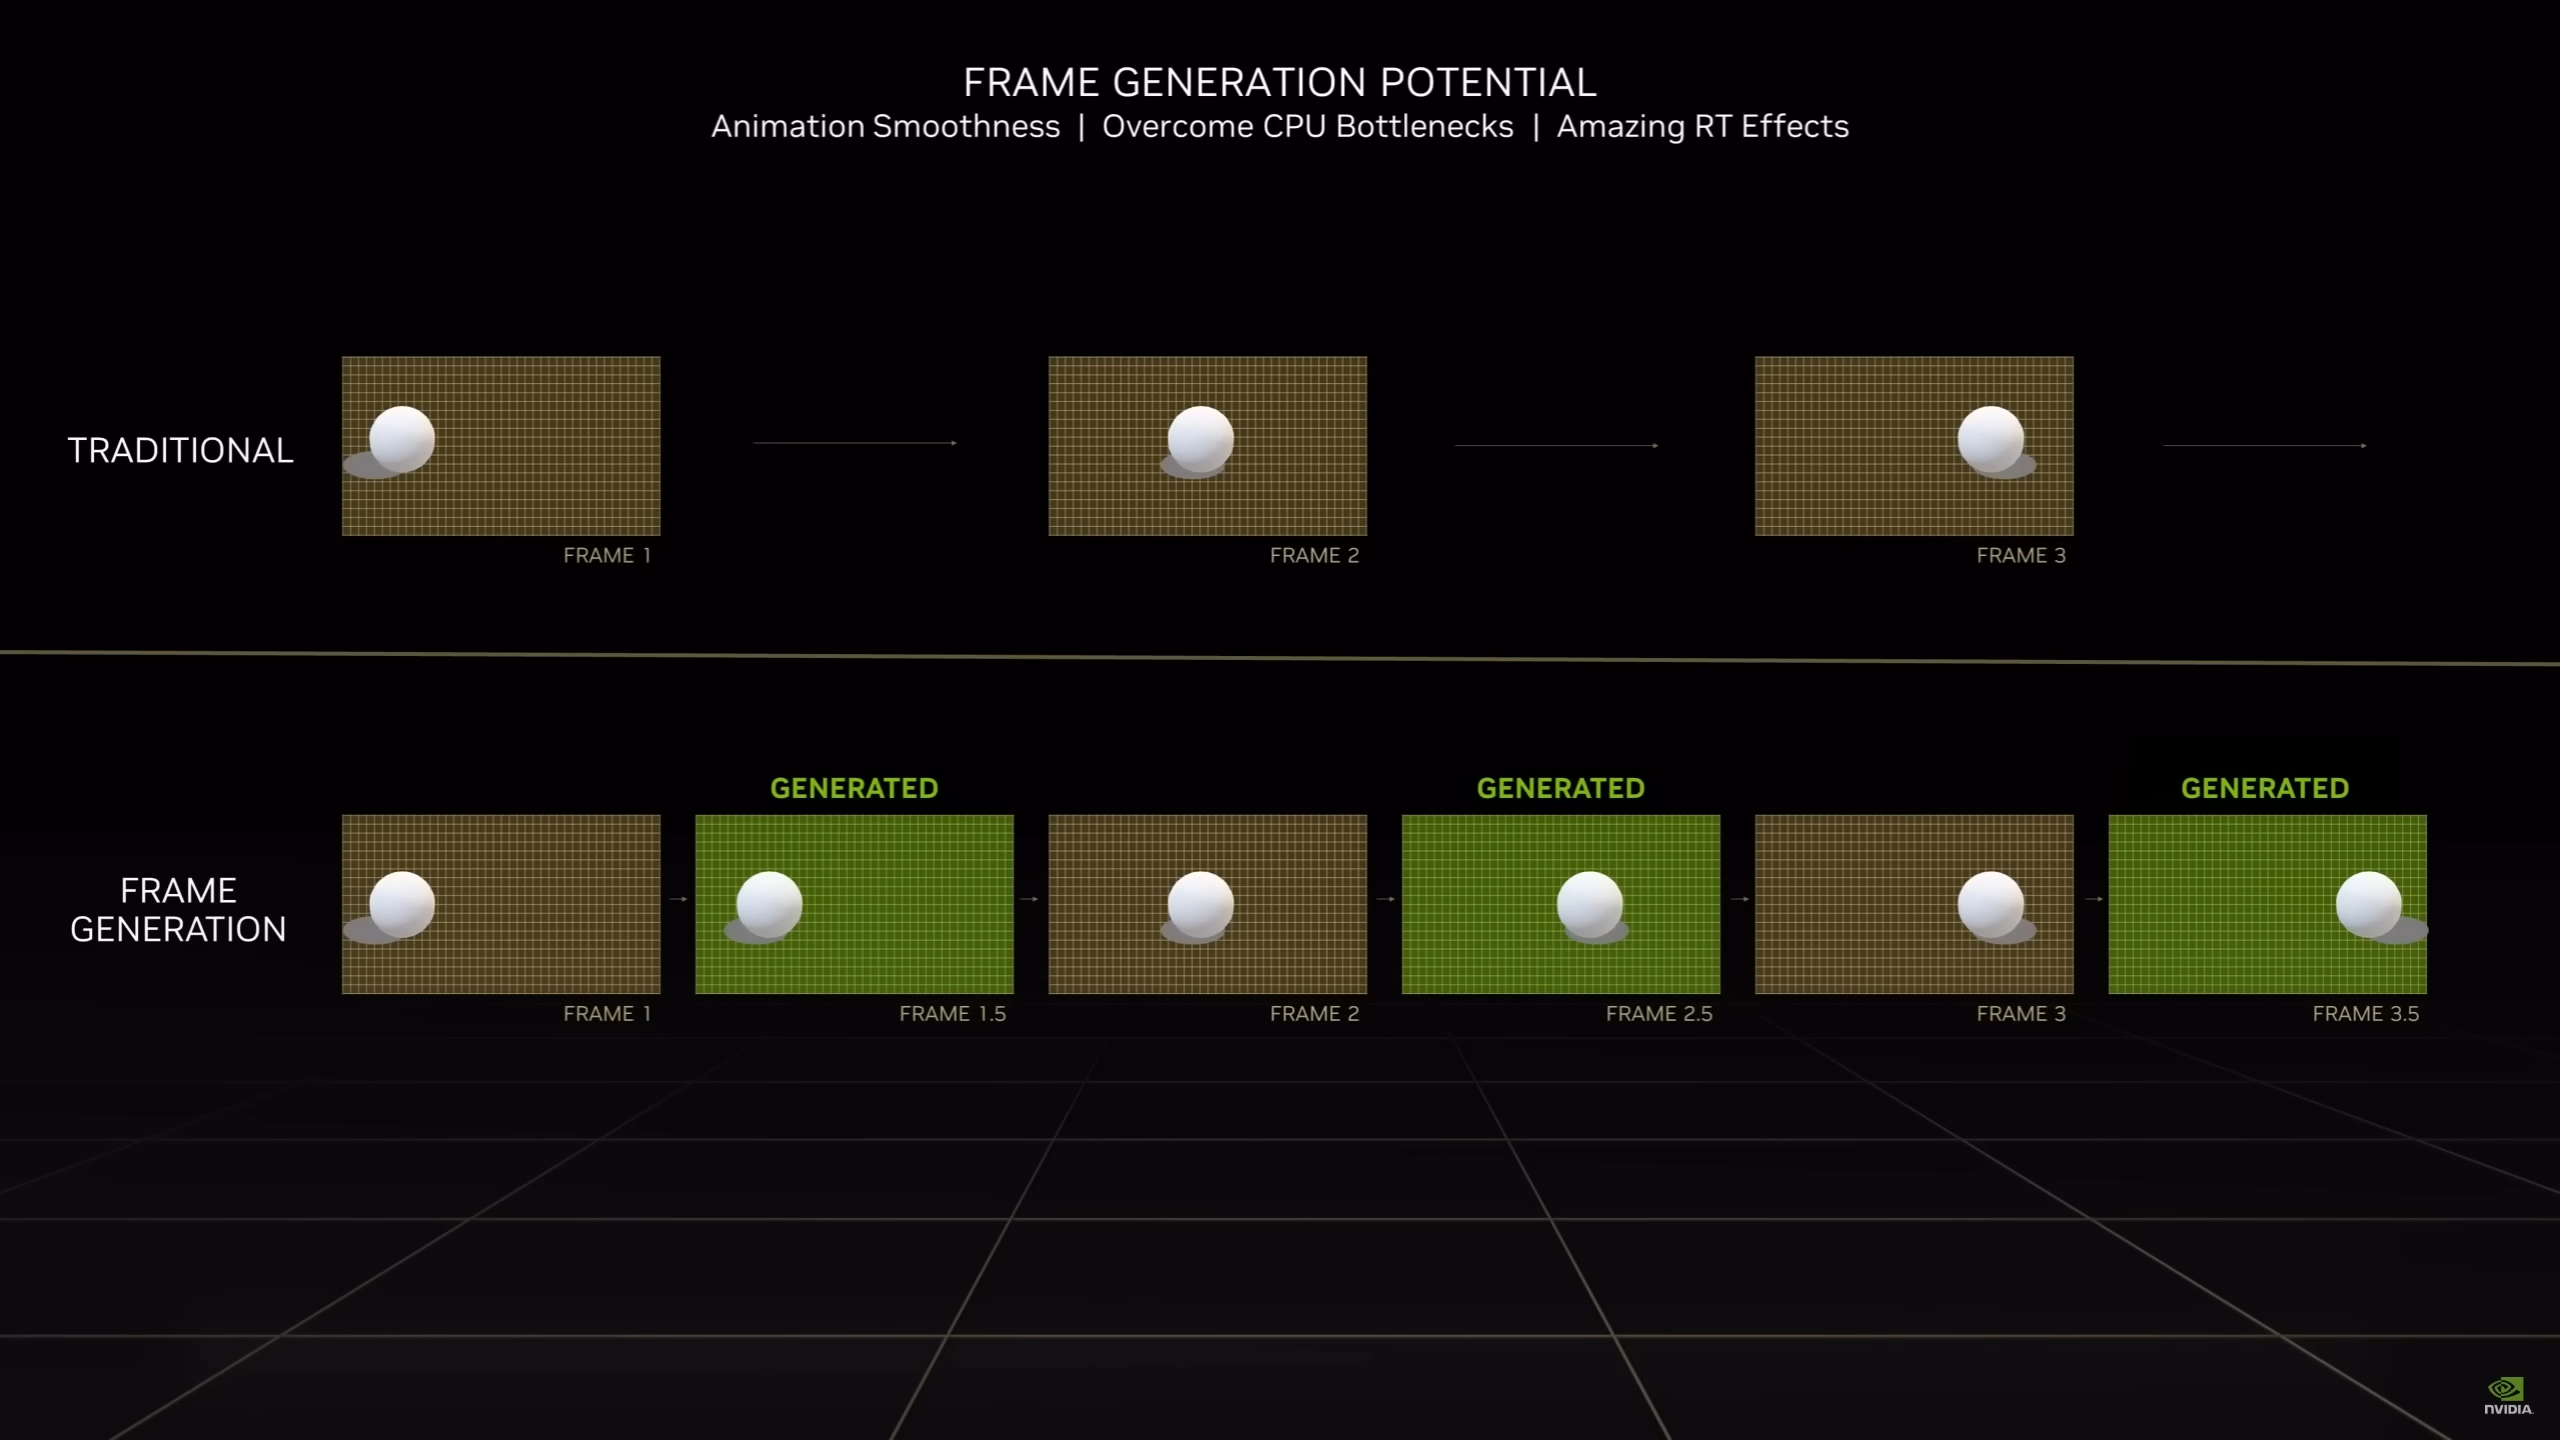 FRAME GENERATION POTENTIAL
Animation Smoothness | Overcome CPU Bottlenecks | Amazing RT Effects
TRADITIONAL
FRAME 1
FRAME 2
FRAME 3
GENERATED
GENERATED
GENERATED
FRAME
GENERATION
FRAME 1
FRAME 1.5
FRAME 2
FRAME 2.5
FRAME 3
FRAME 3.5
NVIDIA